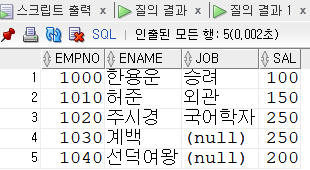 스크립트 출력 질의 결과 질의 결과 1
SQL 인출된 모든 행: 5(0,002초)
EMPNO ENAME JOB SAL
1 1000 한용운 승려 100
2 1010 허준 외관 150
3 1020 주시경 국어학자 250
4 1030 계백 (null) 250
5 1040 선덕여왕 (null) 200